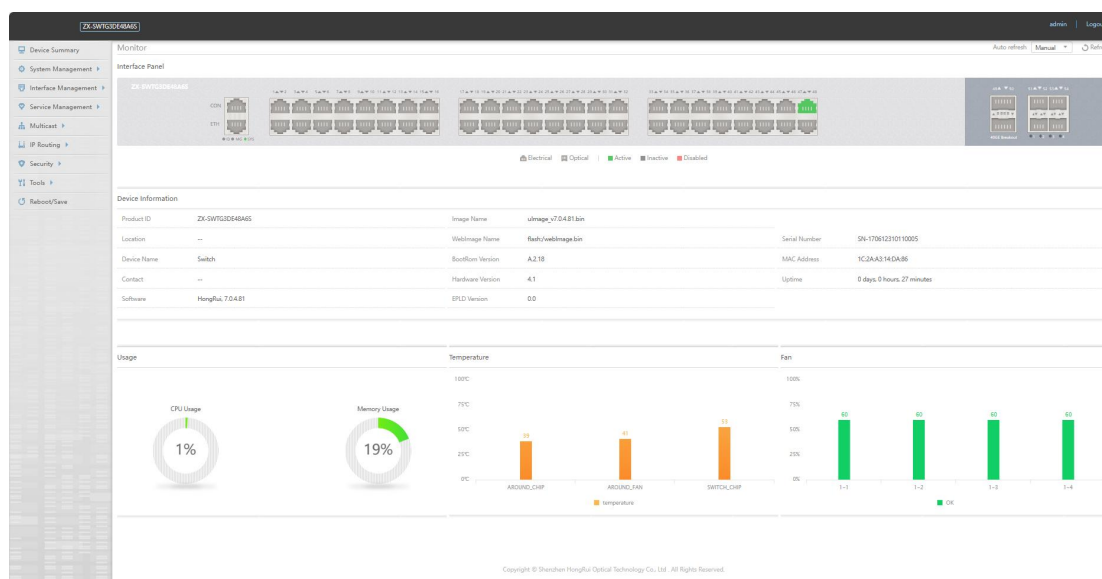 ZX-SWTG3DE48A6S
admin | Logou
Device Summary
System Management
Interface Management
Service Management
Multicast
IP Routing
Security
Tools
Reboot/Save
Monitor
Auto refresh Manual Refre
Interface Panel
ZX-SWTG3DE48A6S
CON
ETH
Electrical Optical | Active Inactive Disabled
Device Information
Product ID ZX-SWTG3DE48A6S Image Name uImage_v7.0.4.81.bin
Location -- WebImage Name flash:/webImage.bin Serial Number SN-170612310110005
Device Name Switch BootRom Version A.2.18 MAC Address 1C:2A:A3:14:DA:86
Contact -- Hardware Version 4.1 Uptime 0 days, 0 hours, 27 minutes
Software HongRui, 7.0.4.81 EPLD Version 0.0
Usage
CPU Usage
1%
Memory Usage
19%
Temperature
100℃
75℃
50℃
25℃
0℃
39
41
53
AROUND_CHIP AROUND_FAN SWITCH_CHIP
temperature
Fan
100%
75%
50%
25%
0%
60 60 60 60
1-1 1-2 1-3 1-4
OK
Copyright © Shenzhen HongRui Optical Technology Co., Ltd . All Rights Reserved.